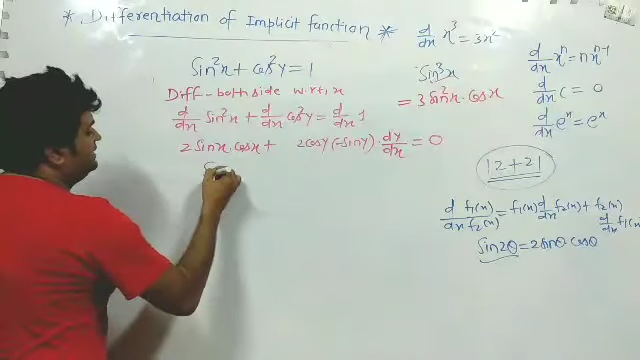 * Differentiation of Implicit function *
Sin²x + cos²y = 1
Diff- both side w.r.t, x
d/dx Sin²x + d/dx cos²y = d/dx 1
2 Sinx. cosx + 2cosy (-siny) . dy/dx = 0
d/dx x³ = 3x²
Sin³x
= 3 Sin²x. cosx
d/dx xⁿ = nxⁿ⁻¹
d/dx c = 0
d/dx eˣ = eˣ
12 + 21
d/dx f₁(x) f₂(x) = f₁(x) d/dx f₂(x) + f₂(x) d/dx f₁(x)
Sin2θ = 2 Sinθ. cosθ